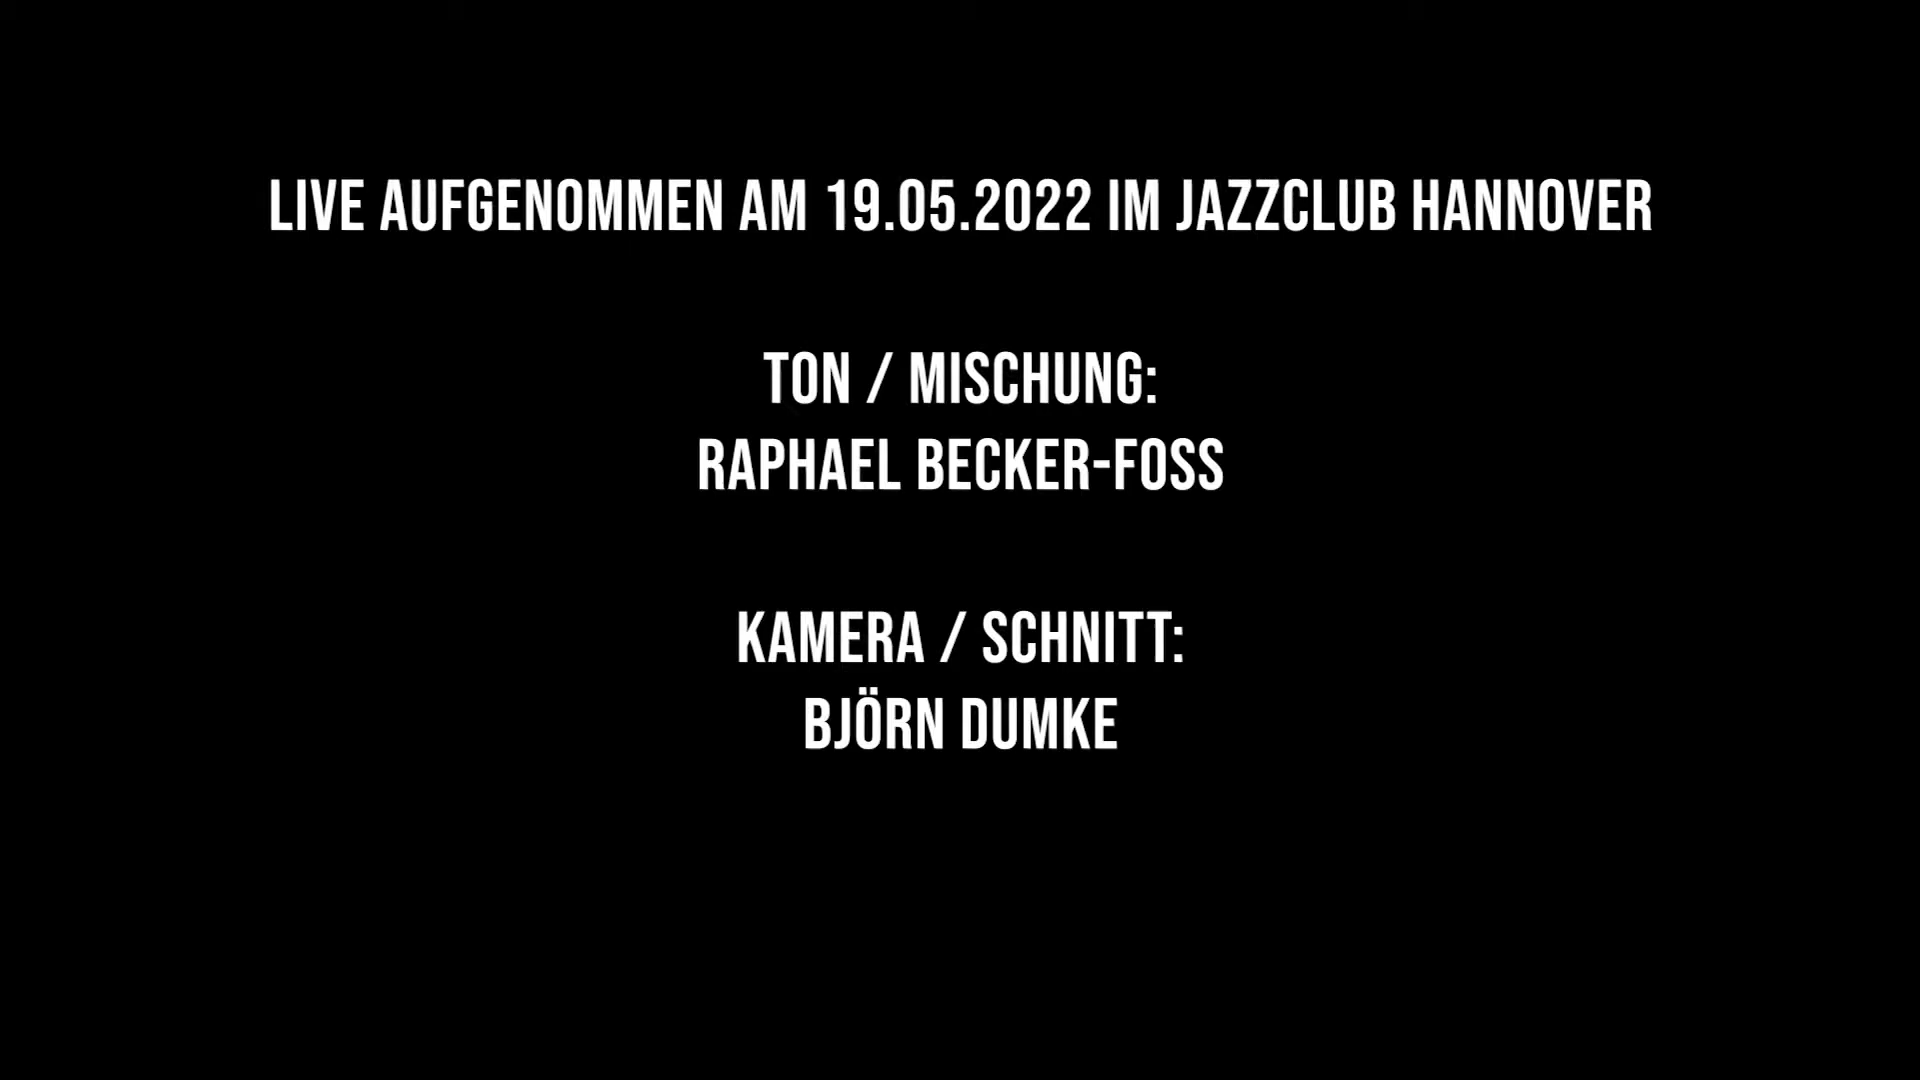 LIVE AUFGENOMMEN AM 19.05.2022 IM JAZZCLUB HANNOVER
TON / MISCHUNG:
RAPHAEL BECKER-FOSS
KAMERA / SCHNITT:
BJÖRN DUMKE